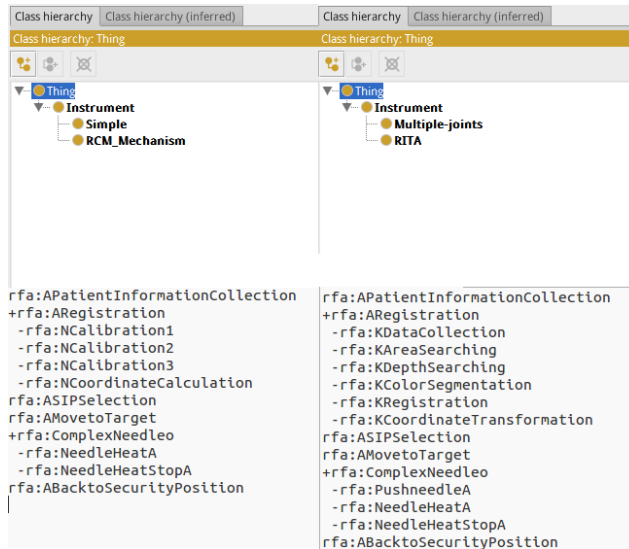 Class hierarchy Class hierarchy (inferred)
Class hierarchy: Thing
Thing
Instrument
Simple
RCM_Mechanism
rfa:APatientInformationCollection
+rfa:ARegistration
-rfa:NCalibration1
-rfa:NCalibration2
-rfa:NCalibration3
-rfa:NCoordinateCalculation
rfa:ASIPSelection
rfa:AMovetoTarget
+rfa:ComplexNeedleo
-rfa:NeedleHeatA
-rfa:NeedleHeatStopA
rfa:ABacktoSecurityPosition
Class hierarchy Class hierarchy (inferred)
Class hierarchy: Thing
Thing
Instrument
Multiple-joints
RITA
rfa:APatientInformationCollection
+rfa:ARegistration
-rfa:KDataCollection
-rfa:KAreaSearching
-rfa:KDepthSearching
-rfa:KColorSegmentation
-rfa:KRegistration
-rfa:KCoordinateTransformation
rfa:ASIPSelection
rfa:AMovetoTarget
+rfa:ComplexNeedleo
-rfa:PushneedleA
-rfa:NeedleHeatA
-rfa:NeedleHeatStopA
rfa:ABacktoSecurityPosition